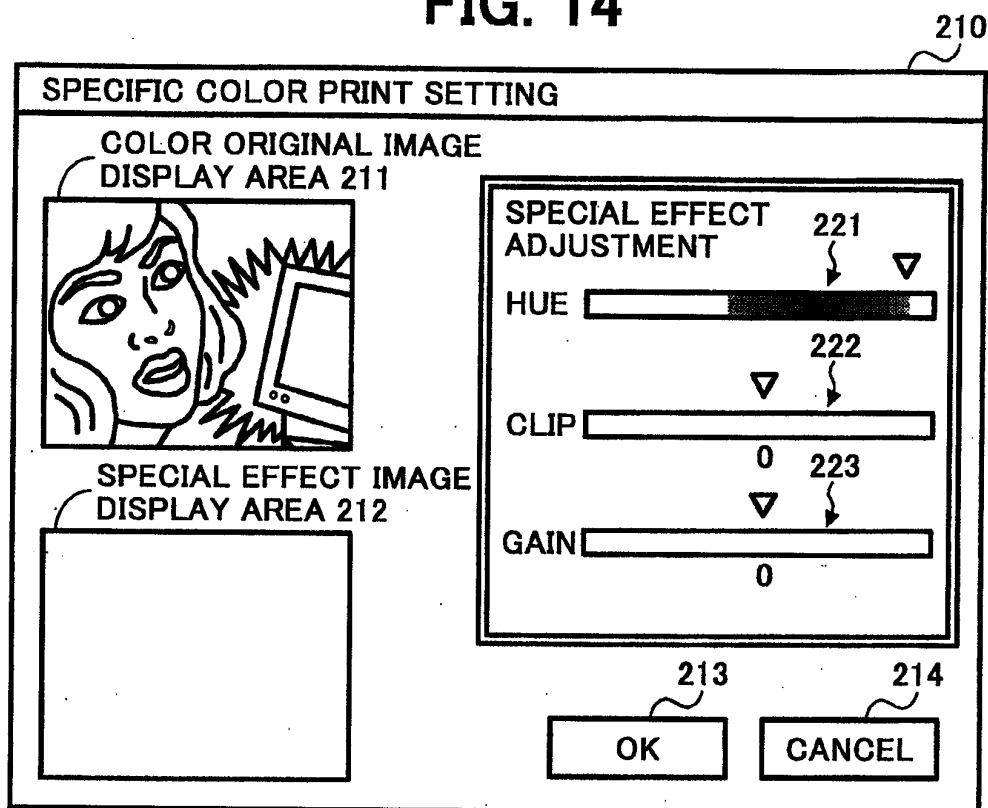 FIG. 14
210
SPECIFIC COLOR PRINT SETTING
COLOR ORIGINAL IMAGE
DISPLAY AREA 211
SPECIAL EFFECT IMAGE
DISPLAY AREA 212
SPECIAL EFFECT
ADJUSTMENT
221
HUE
222
CLIP
0
223
GAIN
0
213
214
OK
CANCEL